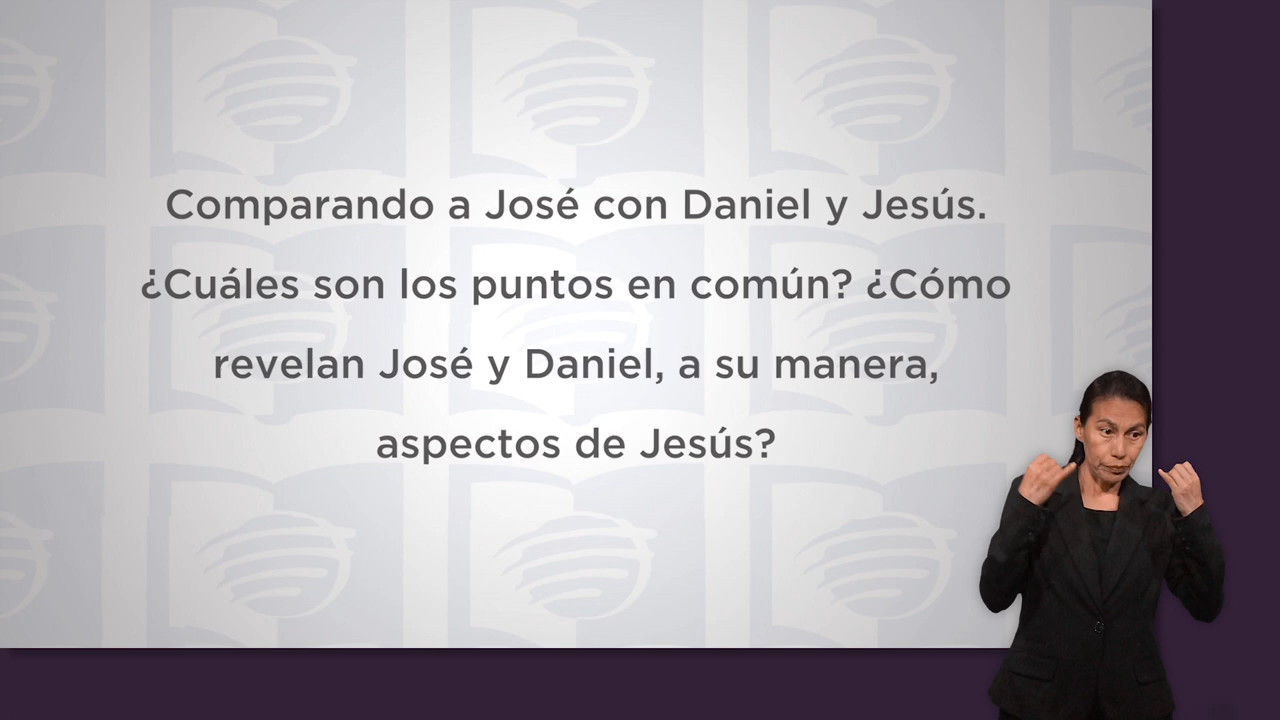 Comparando a José con Daniel y Jesús.
¿Cuáles son los puntos en común? ¿Cómo
revelan José y Daniel, a su manera,
aspectos de Jesús?